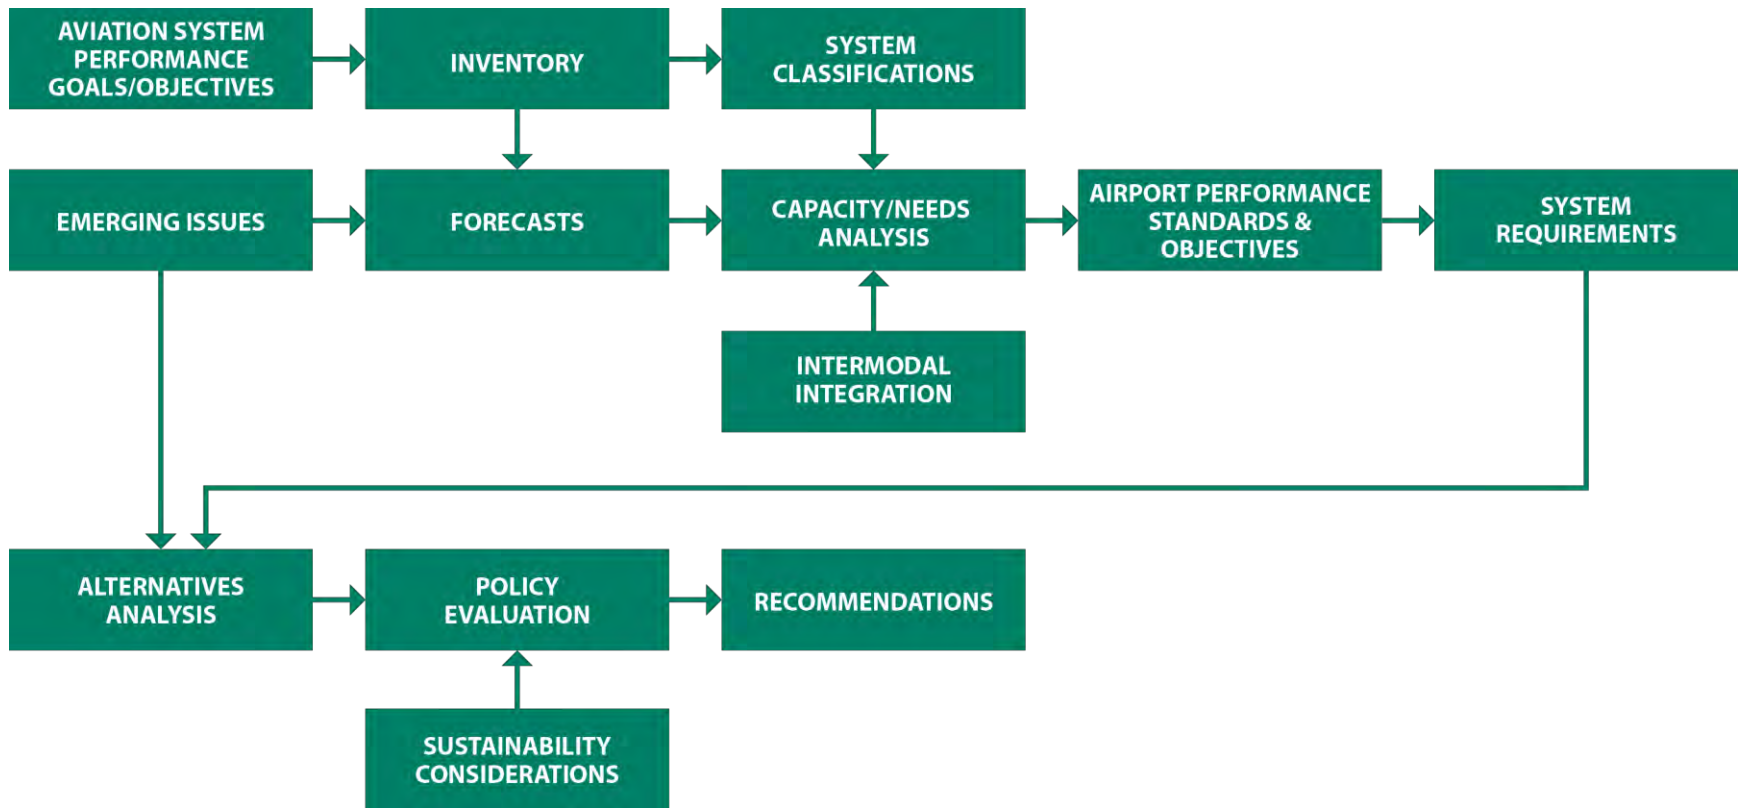 AVIATION SYSTEM
PERFORMANCE
GOALS/OBJECTIVES
INVENTORY
SYSTEM
CLASSIFICATIONS
EMERGING ISSUES
FORECASTS
CAPACITY/NEEDS
ANALYSIS
AIRPORT PERFORMANCE
STANDARDS &
OBJECTIVES
SYSTEM
REQUIREMENTS
INTERMODAL
INTEGRATION
ALTERNATIVES
ANALYSIS
POLICY
EVALUATION
RECOMMENDATIONS
SUSTAINABILITY
CONSIDERATIONS